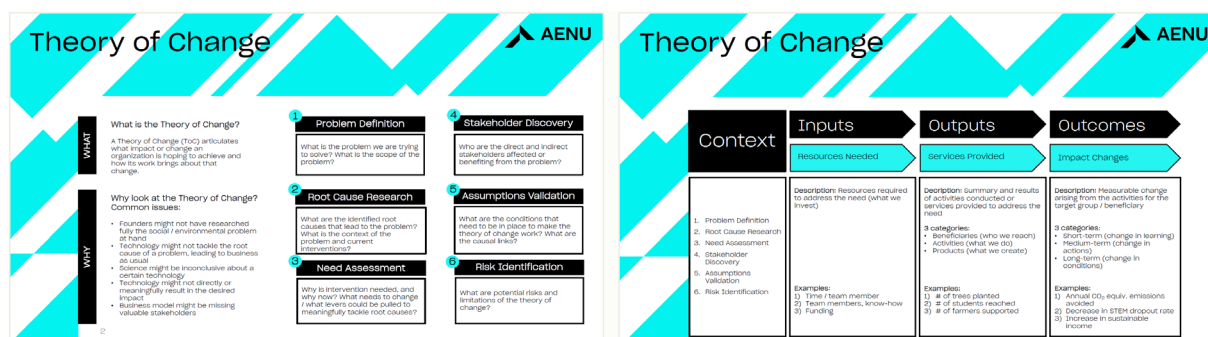 Theory of Change
AENU
WHAT
What is the Theory of Change?
A Theory of Change (ToC) articulates
what impact or change an
organization is hoping to achieve and
how its work brings about that
change.
WHY
Why look at the Theory of Change?
Common issues:
• Founders might not have researched
fully the social / environmental problem
at hand
• Technology might not tackle the root
cause of a problem, leading to business
as usual
• Science might be inconclusive about a
certain technology
• Technology might not directly or
meaningfully result in the desired
impact
• Business model might be missing
valuable stakeholders
2
1
Problem Definition
What is the problem we are trying
to solve? What is the scope of the
problem?
2
Root Cause Research
What are the identified root
causes that lead to the problem?
What is the context of the
problem and current
interventions?
3
Need Assessment
Why is intervention needed, and
why now? What needs to change
/ what levers could be pulled to
meaningfully tackle root causes?
4
Stakeholder Discovery
Who are the direct and indirect
stakeholders affected or
benefiting from the problem?
5
Assumptions Validation
What are the conditions that
need to be in place to make the
theory of change work? What are
the causal links?
6
Risk Identification
What are potential risks and
limitations of the theory of
change?
Theory of Change
AENU
Context
1. Problem Definition
2. Root Cause Research
3. Need Assessment
4. Stakeholder
Discovery
5. Assumptions
Validation
6. Risk Identification
Inputs
Resources Needed
Description: Resources required
to address the need (what we
invest)
Examples:
1) Time / team member
2) Team members, know-how
3) Funding
Outputs
Services Provided
Decription: Summary and results
of activities conducted or
services provided to address the
need
3 categories:
• Beneficiaries (who we reach)
• Activities (what we do)
• Products (what we create)
Examples:
1) # of trees planted
2) # of students reached
3) # of farmers supported
Outcomes
Impact Changes
Description: Measurable change
arising from the activities for the
target group / beneficiary
3 categories:
• Short-term (change in learning)
• Medium-term (change in
actions)
• Long-term (change in
conditions)
Examples:
1) Annual CO₂ equiv. emissions
avoided
2) Decrease in STEM dropout rate
3) Increase in sustainable
income